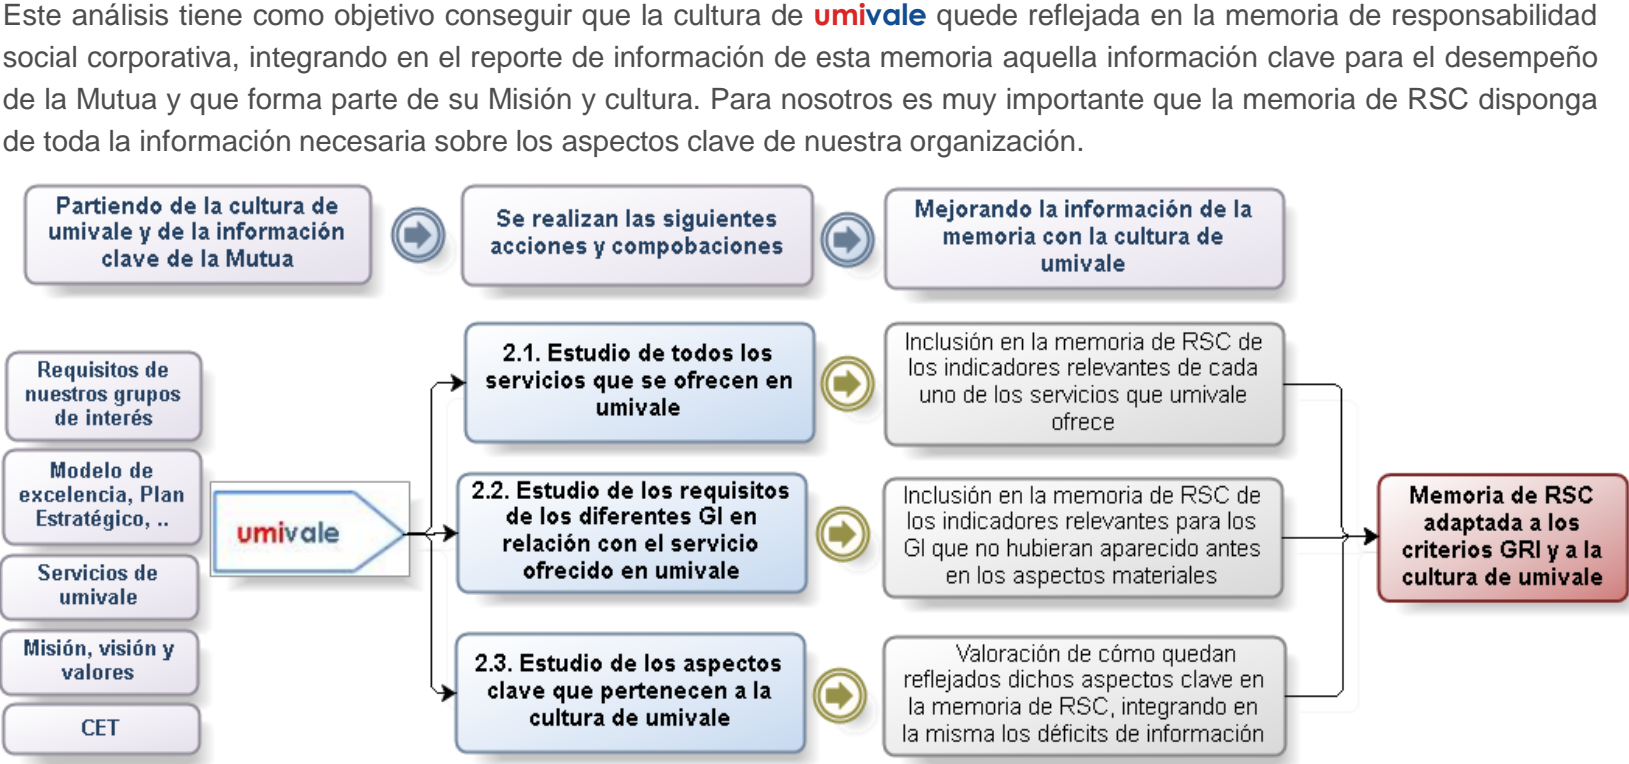 Este análisis tiene como objetivo conseguir que la cultura de umivale quede reflejada en la memoria de responsabilidad
social corporativa, integrando en el reporte de información de esta memoria aquella información clave para el desempeño
de la Mutua y que forma parte de su Misión y cultura. Para nosotros es muy importante que la memoria de RSC disponga
de toda la información necesaria sobre los aspectos clave de nuestra organización.
Partiendo de la cultura de
umivale y de la información
clave de la Mutua
Se realizan las siguientes
acciones y compobaciones
Mejorando la información de la
memoria con la cultura de
umivale
Requisitos de
nuestros grupos
de interés
Modelo de
excelencia, Plan
Estratégico, ..
Servicios de
umivale
Misión, visión y
valores
CET
umivale
2.1. Estudio de todos los
servicios que se ofrecen en
umivale
Inclusión en la memoria de RSC de
los indicadores relevantes de cada
uno de los servicios que umivale
ofrece
2.2. Estudio de los requisitos
de los diferentes GI en
relación con el servicio
ofrecido en umivale
Inclusión en la memoria de RSC de
los indicadores relevantes para los
GI que no hubieran aparecido antes
en los aspectos materiales
2.3. Estudio de los aspectos
clave que pertenecen a la
cultura de umivale
Valoración de cómo quedan
reflejados dichos aspectos clave en
la memoria de RSC, integrando en
la misma los déficits de información
Memoria de RSC
adaptada a los
criterios GRI y a la
cultura de umivale